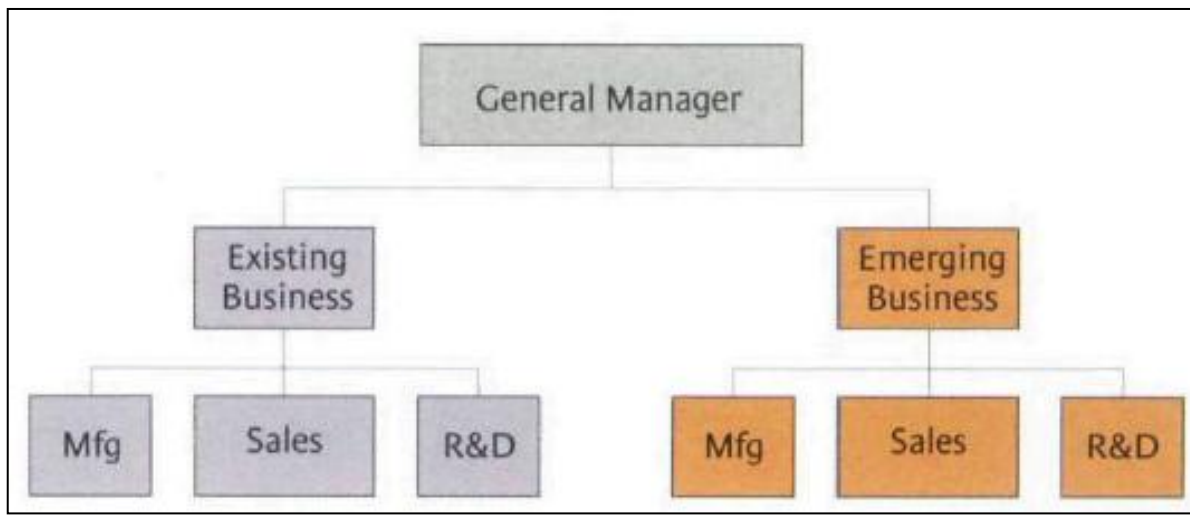 General Manager
Existing
Business
Emerging
Business
Mfg
Sales
R&D
Mfg
Sales
R&D